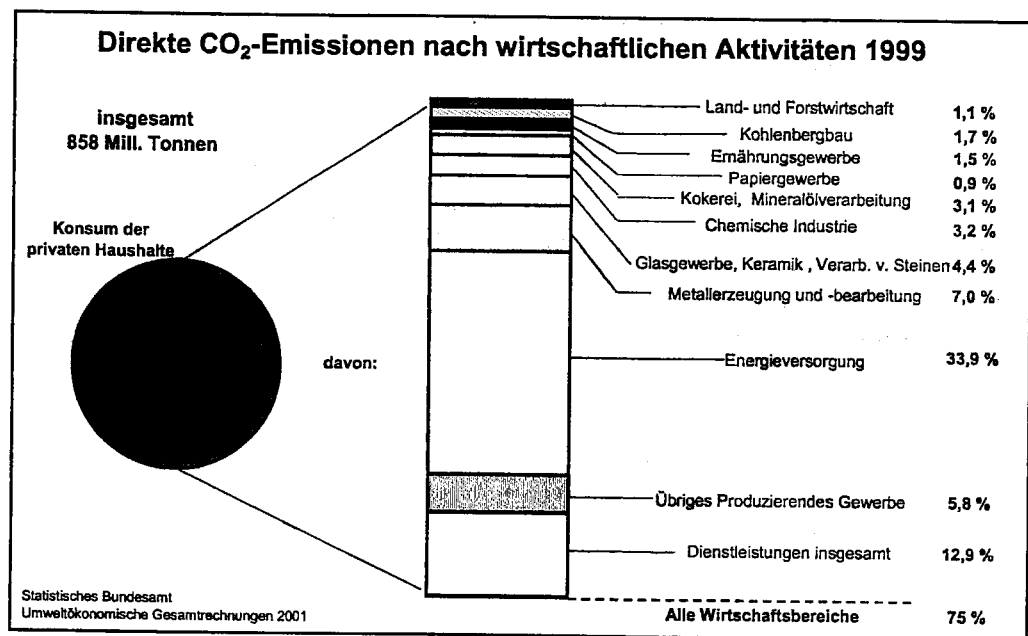 Direkte CO₂-Emissionen nach wirtschaftlichen Aktivitäten 1999
insgesamt
858 Mill. Tonnen
Konsum der
privaten Haushalte
davon:
Land- und Forstwirtschaft 1,1 %
Kohlenbergbau 1,7 %
Ernährungsgewerbe 1,5 %
Papiergewerbe 0,9 %
Kokerei, Mineralölverarbeitung 3,1 %
Chemische Industrie 3,2 %
Glasgewerbe, Keramik , Verarb. v. Steinen 4,4 %
Metallerzeugung und -bearbeitung 7,0 %
Energieversorgung 33,9 %
Übriges Produzierendes Gewerbe 5,8 %
Dienstleistungen insgesamt 12,9 %
Alle Wirtschaftsbereiche 75 %
Statistisches Bundesamt
Umweltökonomische Gesamtrechnungen 2001